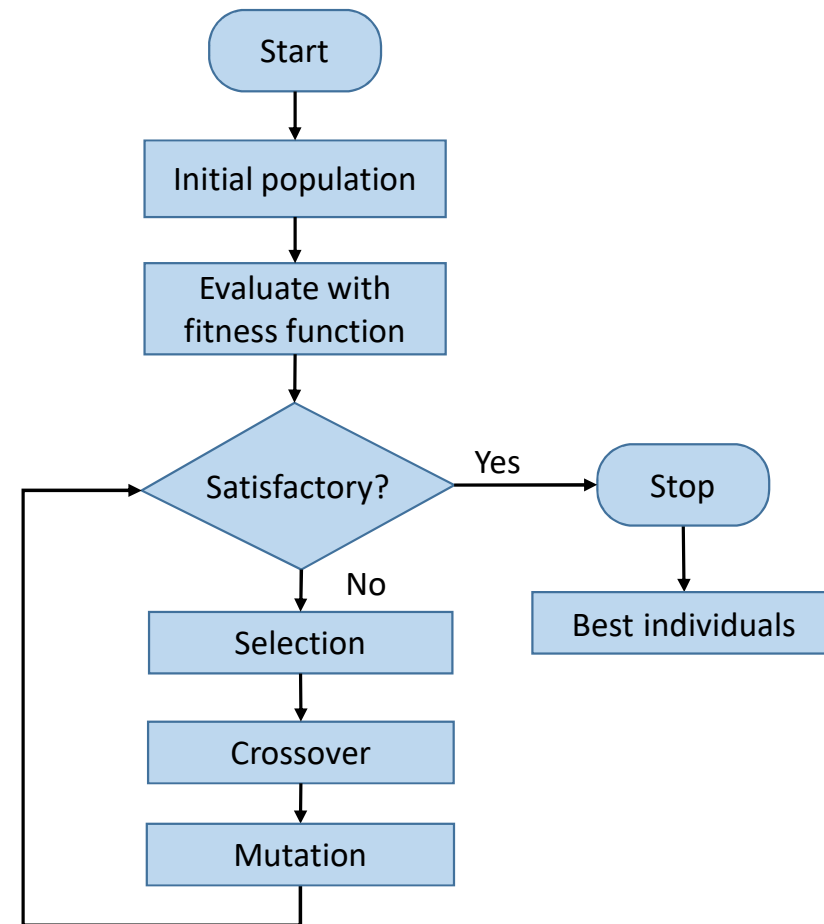 Start
Initial population
Evaluate with
fitness function
Satisfactory?
Yes
Stop
No
Best individuals
Selection
Crossover
Mutation